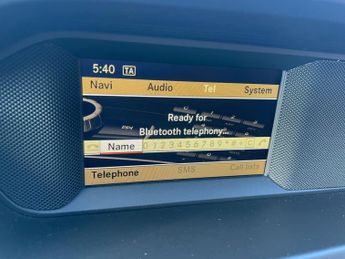 5:40 TA
Navi Audio Tel System
Ready for
Bluetooth telephony...
Name 0 1 2 3 4 5 6 7 8 9 * # + C
Telephone SMS Call lists